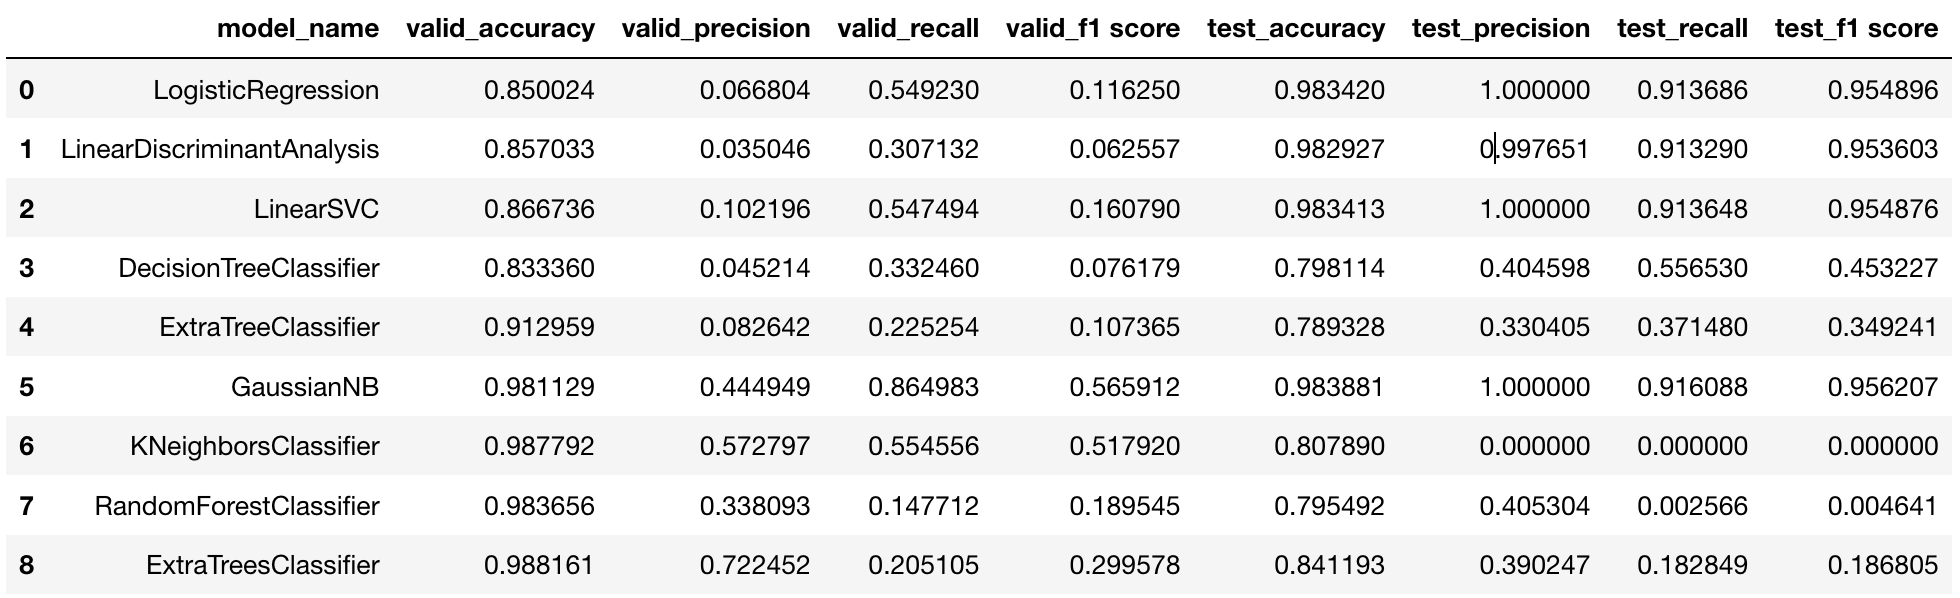 model_name valid_accuracy valid_precision valid_recall valid_f1 score test_accuracy test_precision test_recall test_f1 score
0 LogisticRegression 0.850024 0.066804 0.549230 0.116250 0.983420 1.000000 0.913686 0.954896
1 LinearDiscriminantAnalysis 0.857033 0.035046 0.307132 0.062557 0.982927 0.997651 0.913290 0.953603
2 LinearSVC 0.866736 0.102196 0.547494 0.160790 0.983413 1.000000 0.913648 0.954876
3 DecisionTreeClassifier 0.833360 0.045214 0.332460 0.076179 0.798114 0.404598 0.556530 0.453227
4 ExtraTreeClassifier 0.912959 0.082642 0.225254 0.107365 0.789328 0.330405 0.371480 0.349241
5 GaussianNB 0.981129 0.444949 0.864983 0.565912 0.983881 1.000000 0.916088 0.956207
6 KNeighborsClassifier 0.987792 0.572797 0.554556 0.517920 0.807890 0.000000 0.000000 0.000000
7 RandomForestClassifier 0.983656 0.338093 0.147712 0.189545 0.795492 0.405304 0.002566 0.004641
8 ExtraTreesClassifier 0.988161 0.722452 0.205105 0.299578 0.841193 0.390247 0.182849 0.186805